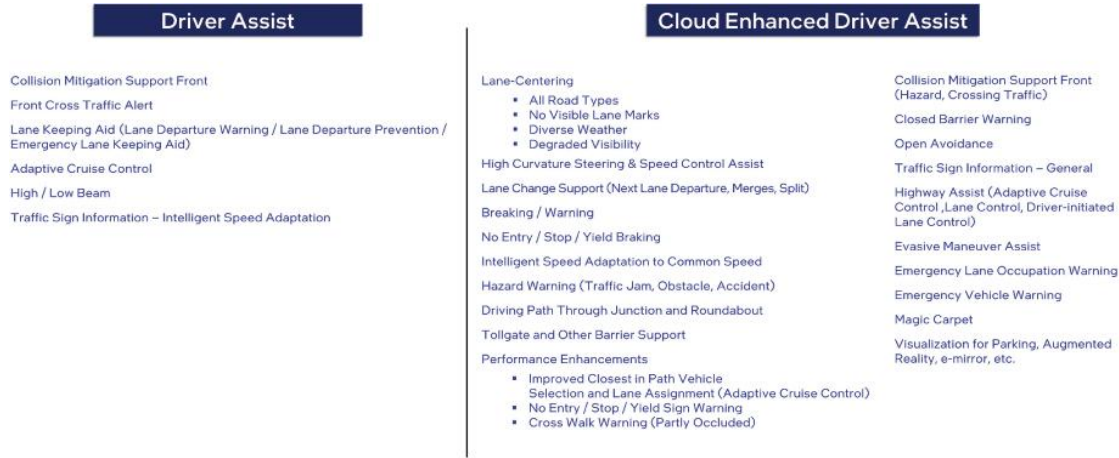 Driver Assist
Collision Mitigation Support Front
Front Cross Traffic Alert
Lane Keeping Aid (Lane Departure Warning / Lane Departure Prevention /
Emergency Lane Keeping Aid)
Adaptive Cruise Control
High / Low Beam
Traffic Sign Information – Intelligent Speed Adaptation
Cloud Enhanced Driver Assist
Lane-Centering
▪ All Road Types
▪ No Visible Lane Marks
▪ Diverse Weather
▪ Degraded Visibility
High Curvature Steering & Speed Control Assist
Lane Change Support (Next Lane Departure, Merges, Split)
Breaking / Warning
No Entry / Stop / Yield Braking
Intelligent Speed Adaptation to Common Speed
Hazard Warning (Traffic Jam, Obstacle, Accident)
Driving Path Through Junction and Roundabout
Tollgate and Other Barrier Support
Performance Enhancements
▪ Improved Closest in Path Vehicle
Selection and Lane Assignment (Adaptive Cruise Control)
▪ No Entry / Stop / Yield Sign Warning
▪ Cross Walk Warning (Partly Occluded)
Collision Mitigation Support Front
(Hazard, Crossing Traffic)
Closed Barrier Warning
Open Avoidance
Traffic Sign Information – General
Highway Assist (Adaptive Cruise
Control ,Lane Control, Driver-initiated
Lane Control)
Evasive Maneuver Assist
Emergency Lane Occupation Warning
Emergency Vehicle Warning
Magic Carpet
Visualization for Parking, Augmented
Reality, e-mirror, etc.